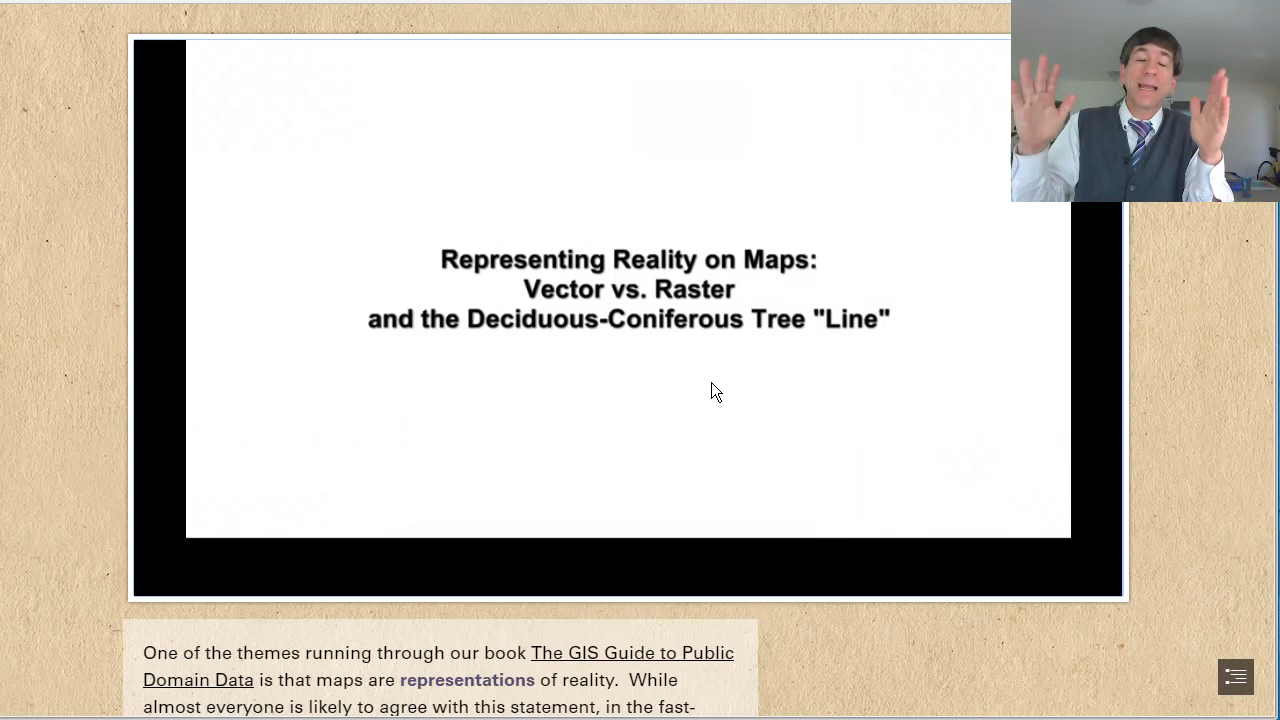 Representing Reality on Maps:
Vector vs. Raster
and the Deciduous-Coniferous Tree "Line"
One of the themes running through our book The GIS Guide to Public
Domain Data is that maps are representations of reality. While
almost everyone is likely to agree with this statement, in the fast-